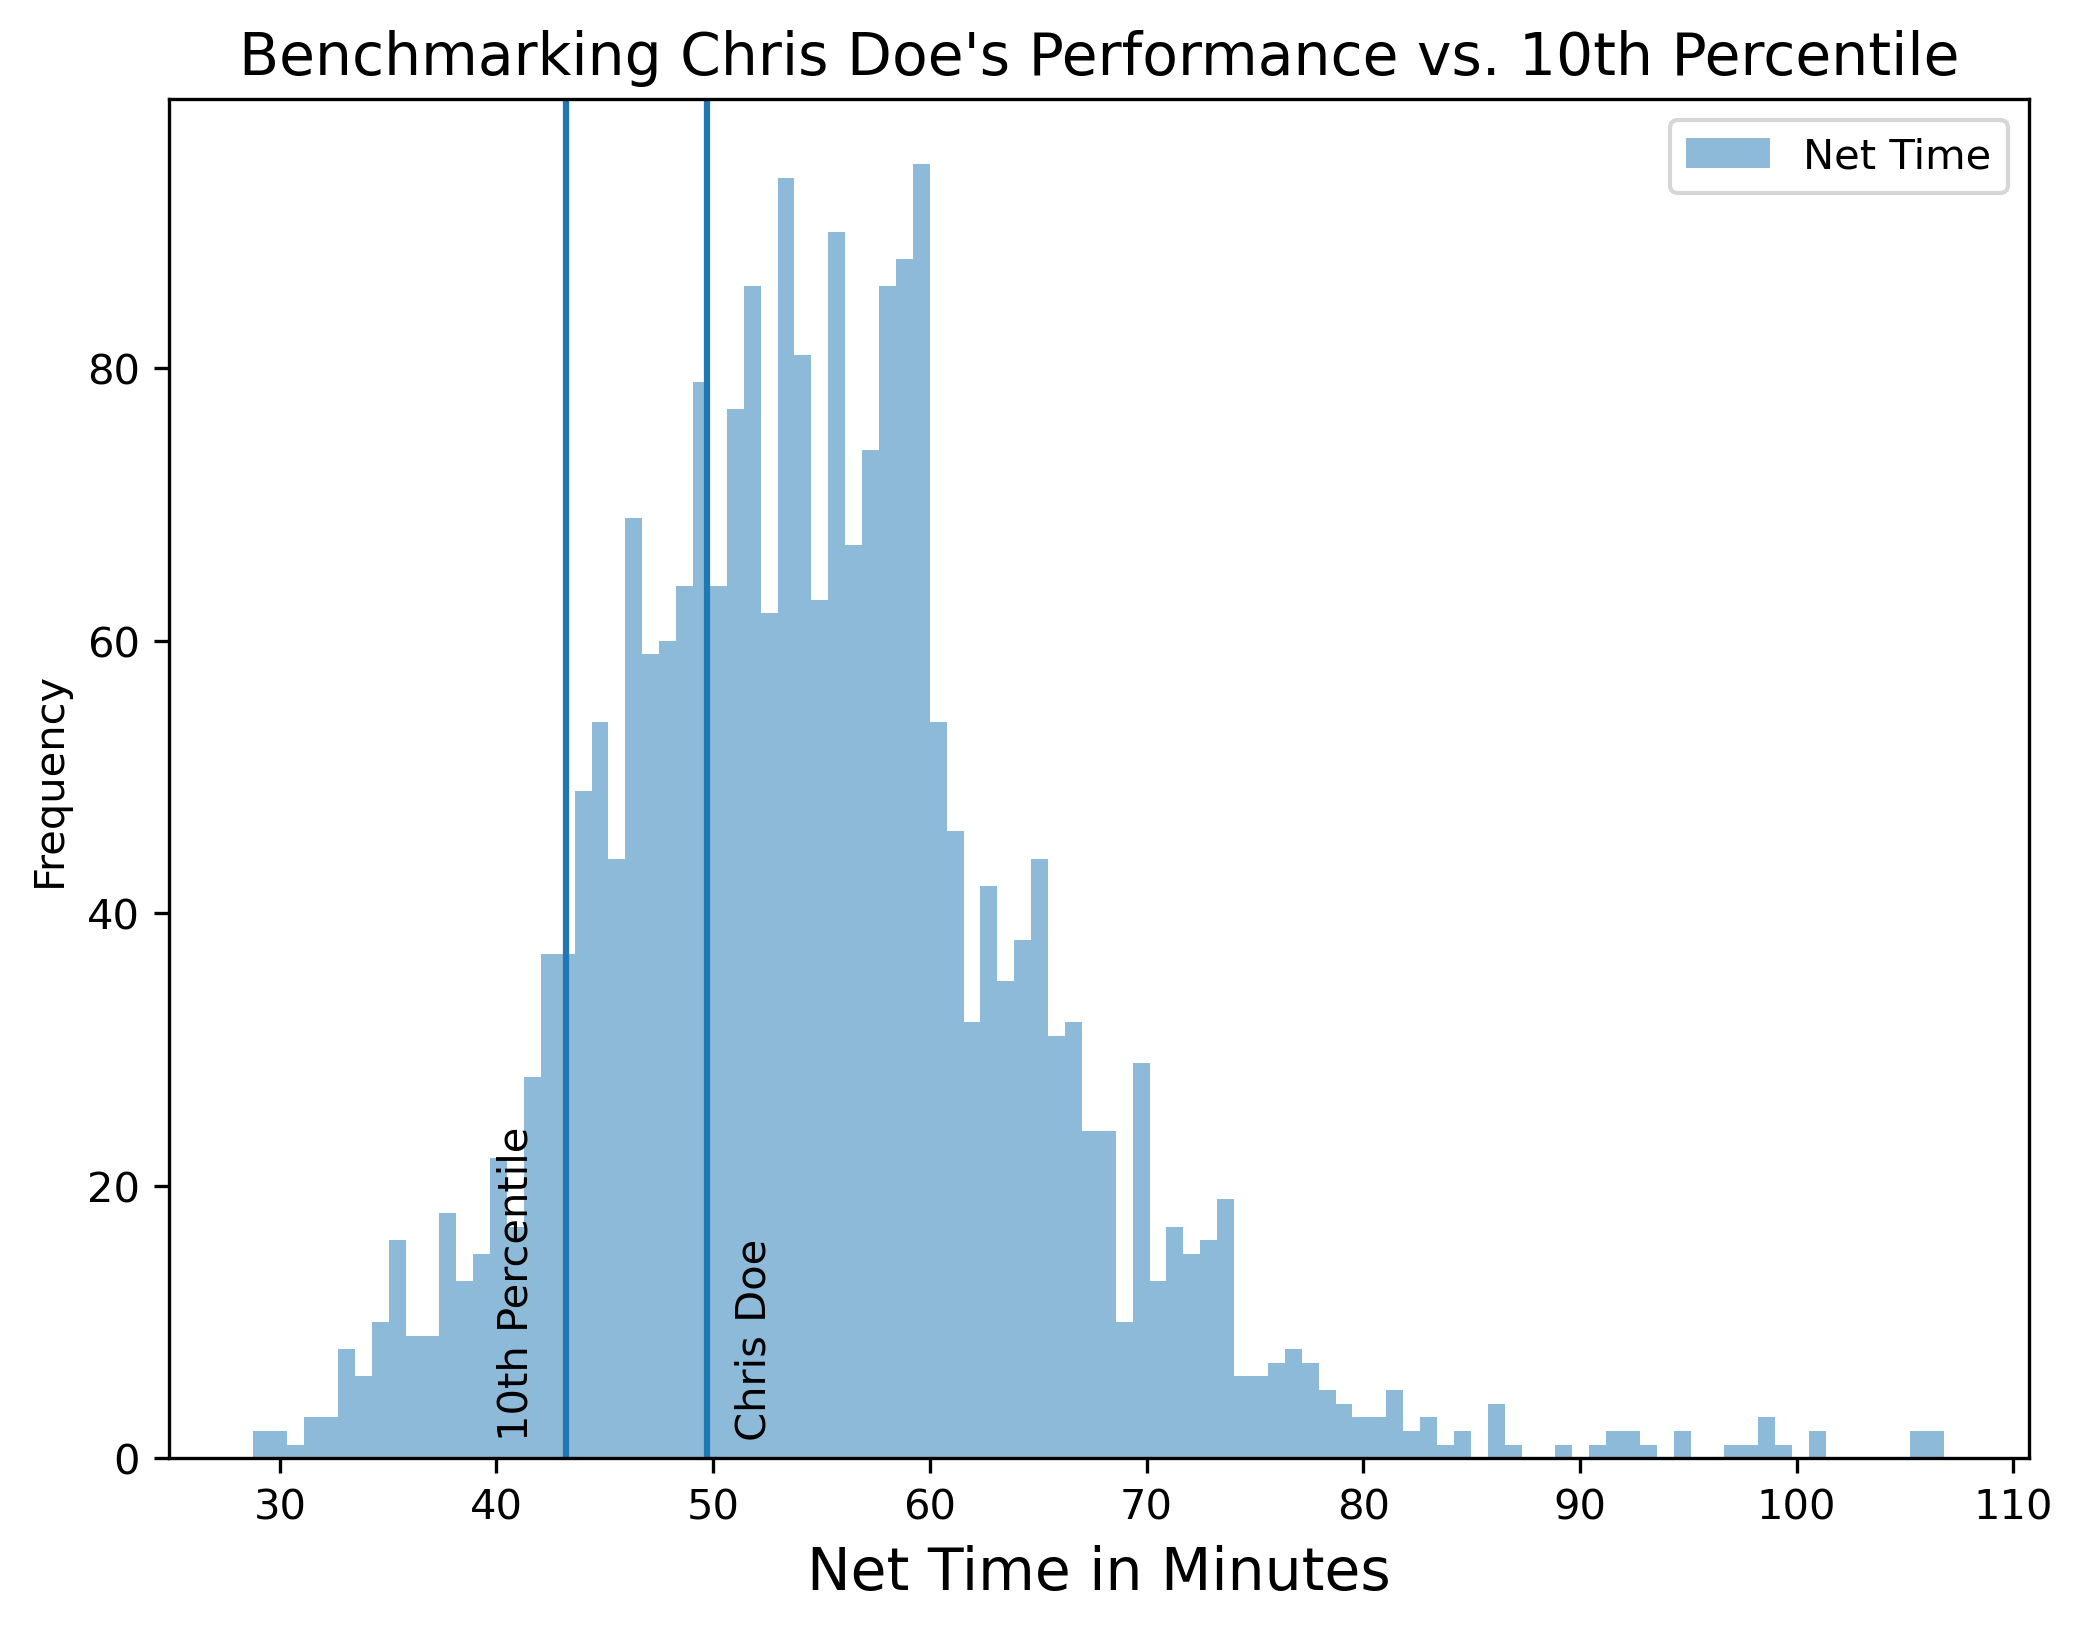 Benchmarking Chris Doe's Performance vs. 10th Percentile
Net Time
Frequency
80
60
40
20
0
10th Percentile
Chris Doe
30 40 50 60 70 80 90 100 110
Net Time in Minutes